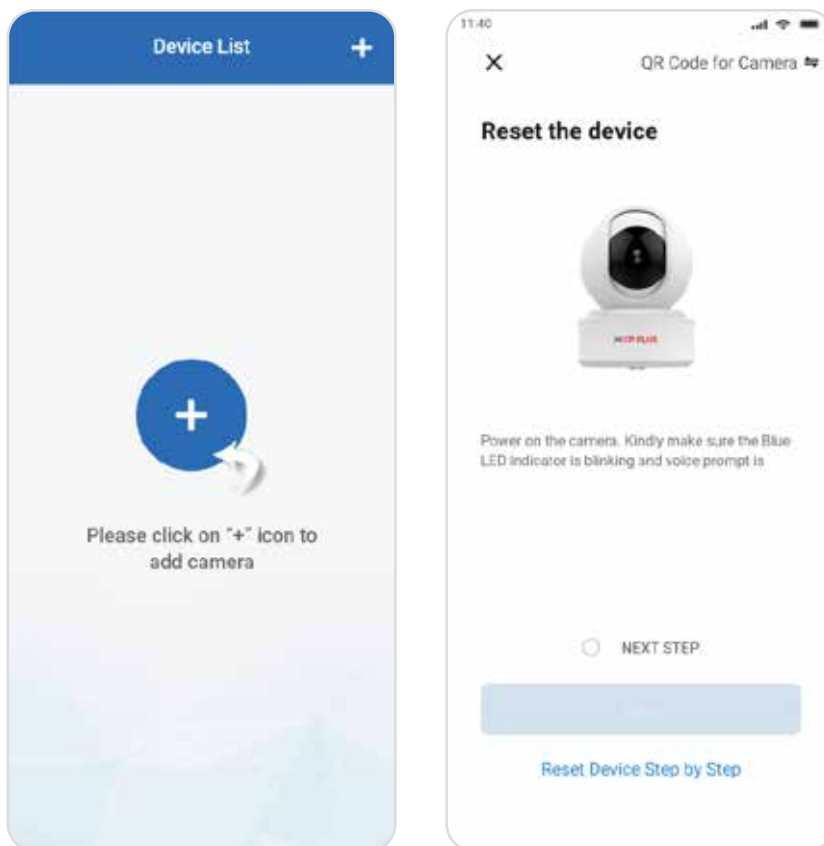 Device List +
Please click on "+" icon to
add camera
11:40
QR Code for Camera
Reset the device
CP PLUS
Power on the camera. Kindly make sure the Blue
LED indicator is blinking and voice prompt is
NEXT STEP
Reset Device Step by Step